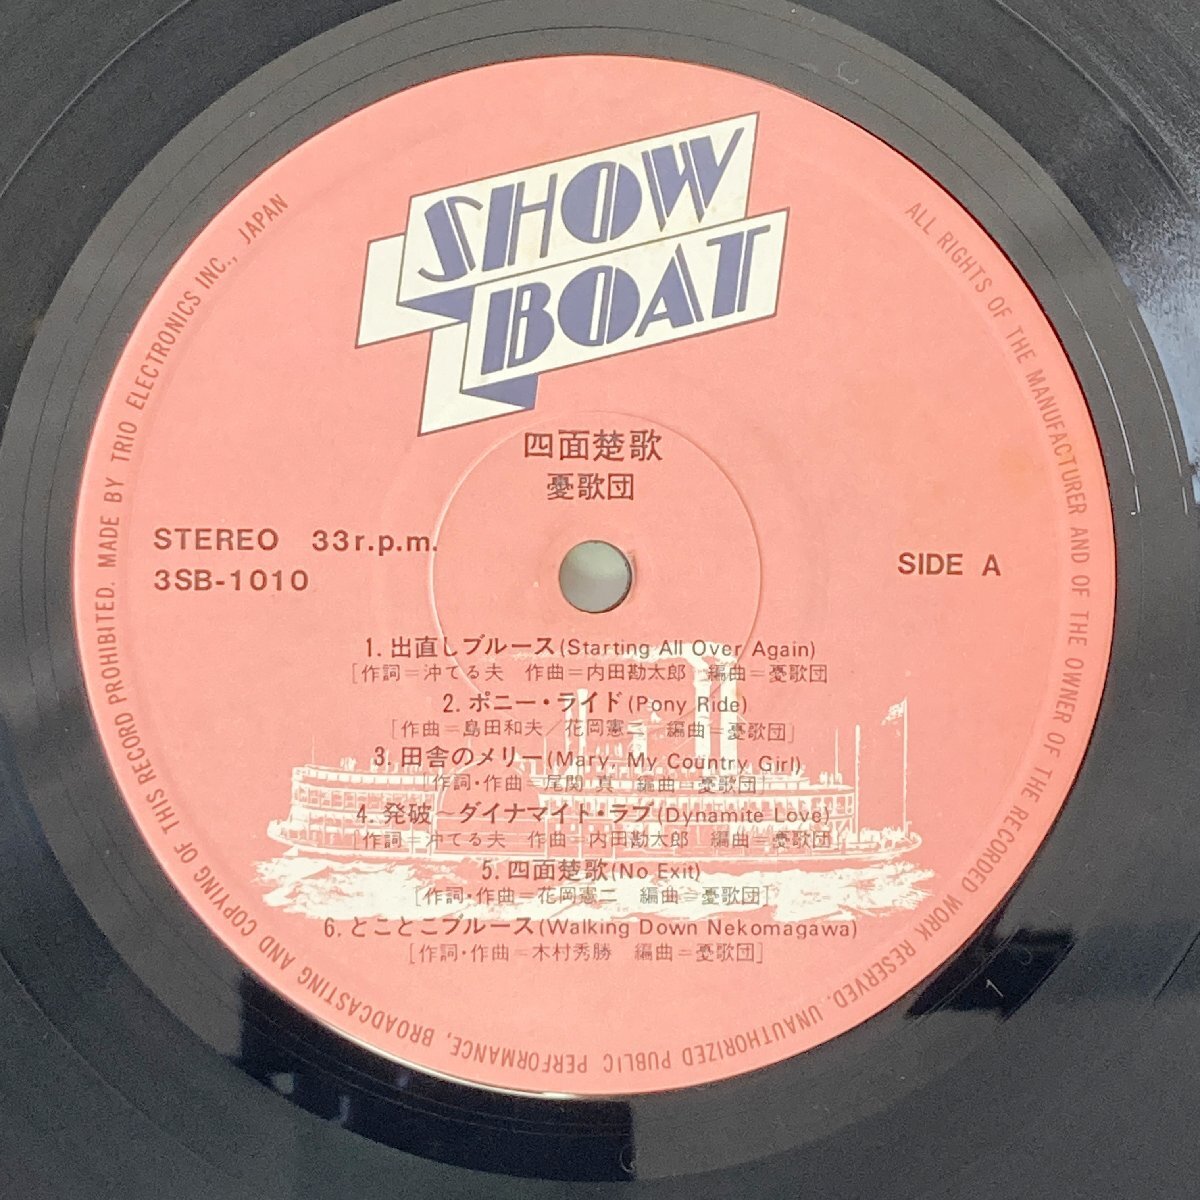 SHOW
BOAT
四面楚歌
憂歌団
STEREO 33r.p.m.
3SB-1010
SIDE A
1. 出直しブルース(Starting All Over Again)
[作詞=沖てる夫 作曲=内田勘太郎 編曲=憂歌団
2. ポニー・ライド(Pony Ride)
[作曲=島田和夫/花岡憲二 編曲=憂歌団]
3. 田舎のメリー(Mary, My Country Girl)
[作詞・作曲=尾関 真 編曲=憂歌団]
4. 発破〜ダイナマイト・ラブ(Dynamite Love)
[作詞=沖てる夫 作曲=内田勘太郎 編曲=憂歌団]
5. 四面楚歌(No Exit)
[作詞・作曲=花岡憲二 編曲=憂歌団]
6. とことこブルース(Walking Down Nekomagawa)
[作詞・作曲=木村秀勝 編曲=憂歌団]
ALL RIGHTS OF THE MANUFACTURER AND OF THE OWNER OF THE RECORDED WORK RESERVED. UNAUTHORIZED PUBLIC PERFORMANCE, BROADCASTING AND COPYING OF THIS RECORD PROHIBITED. MADE BY TRIO ELECTRONICS INC., JAPAN